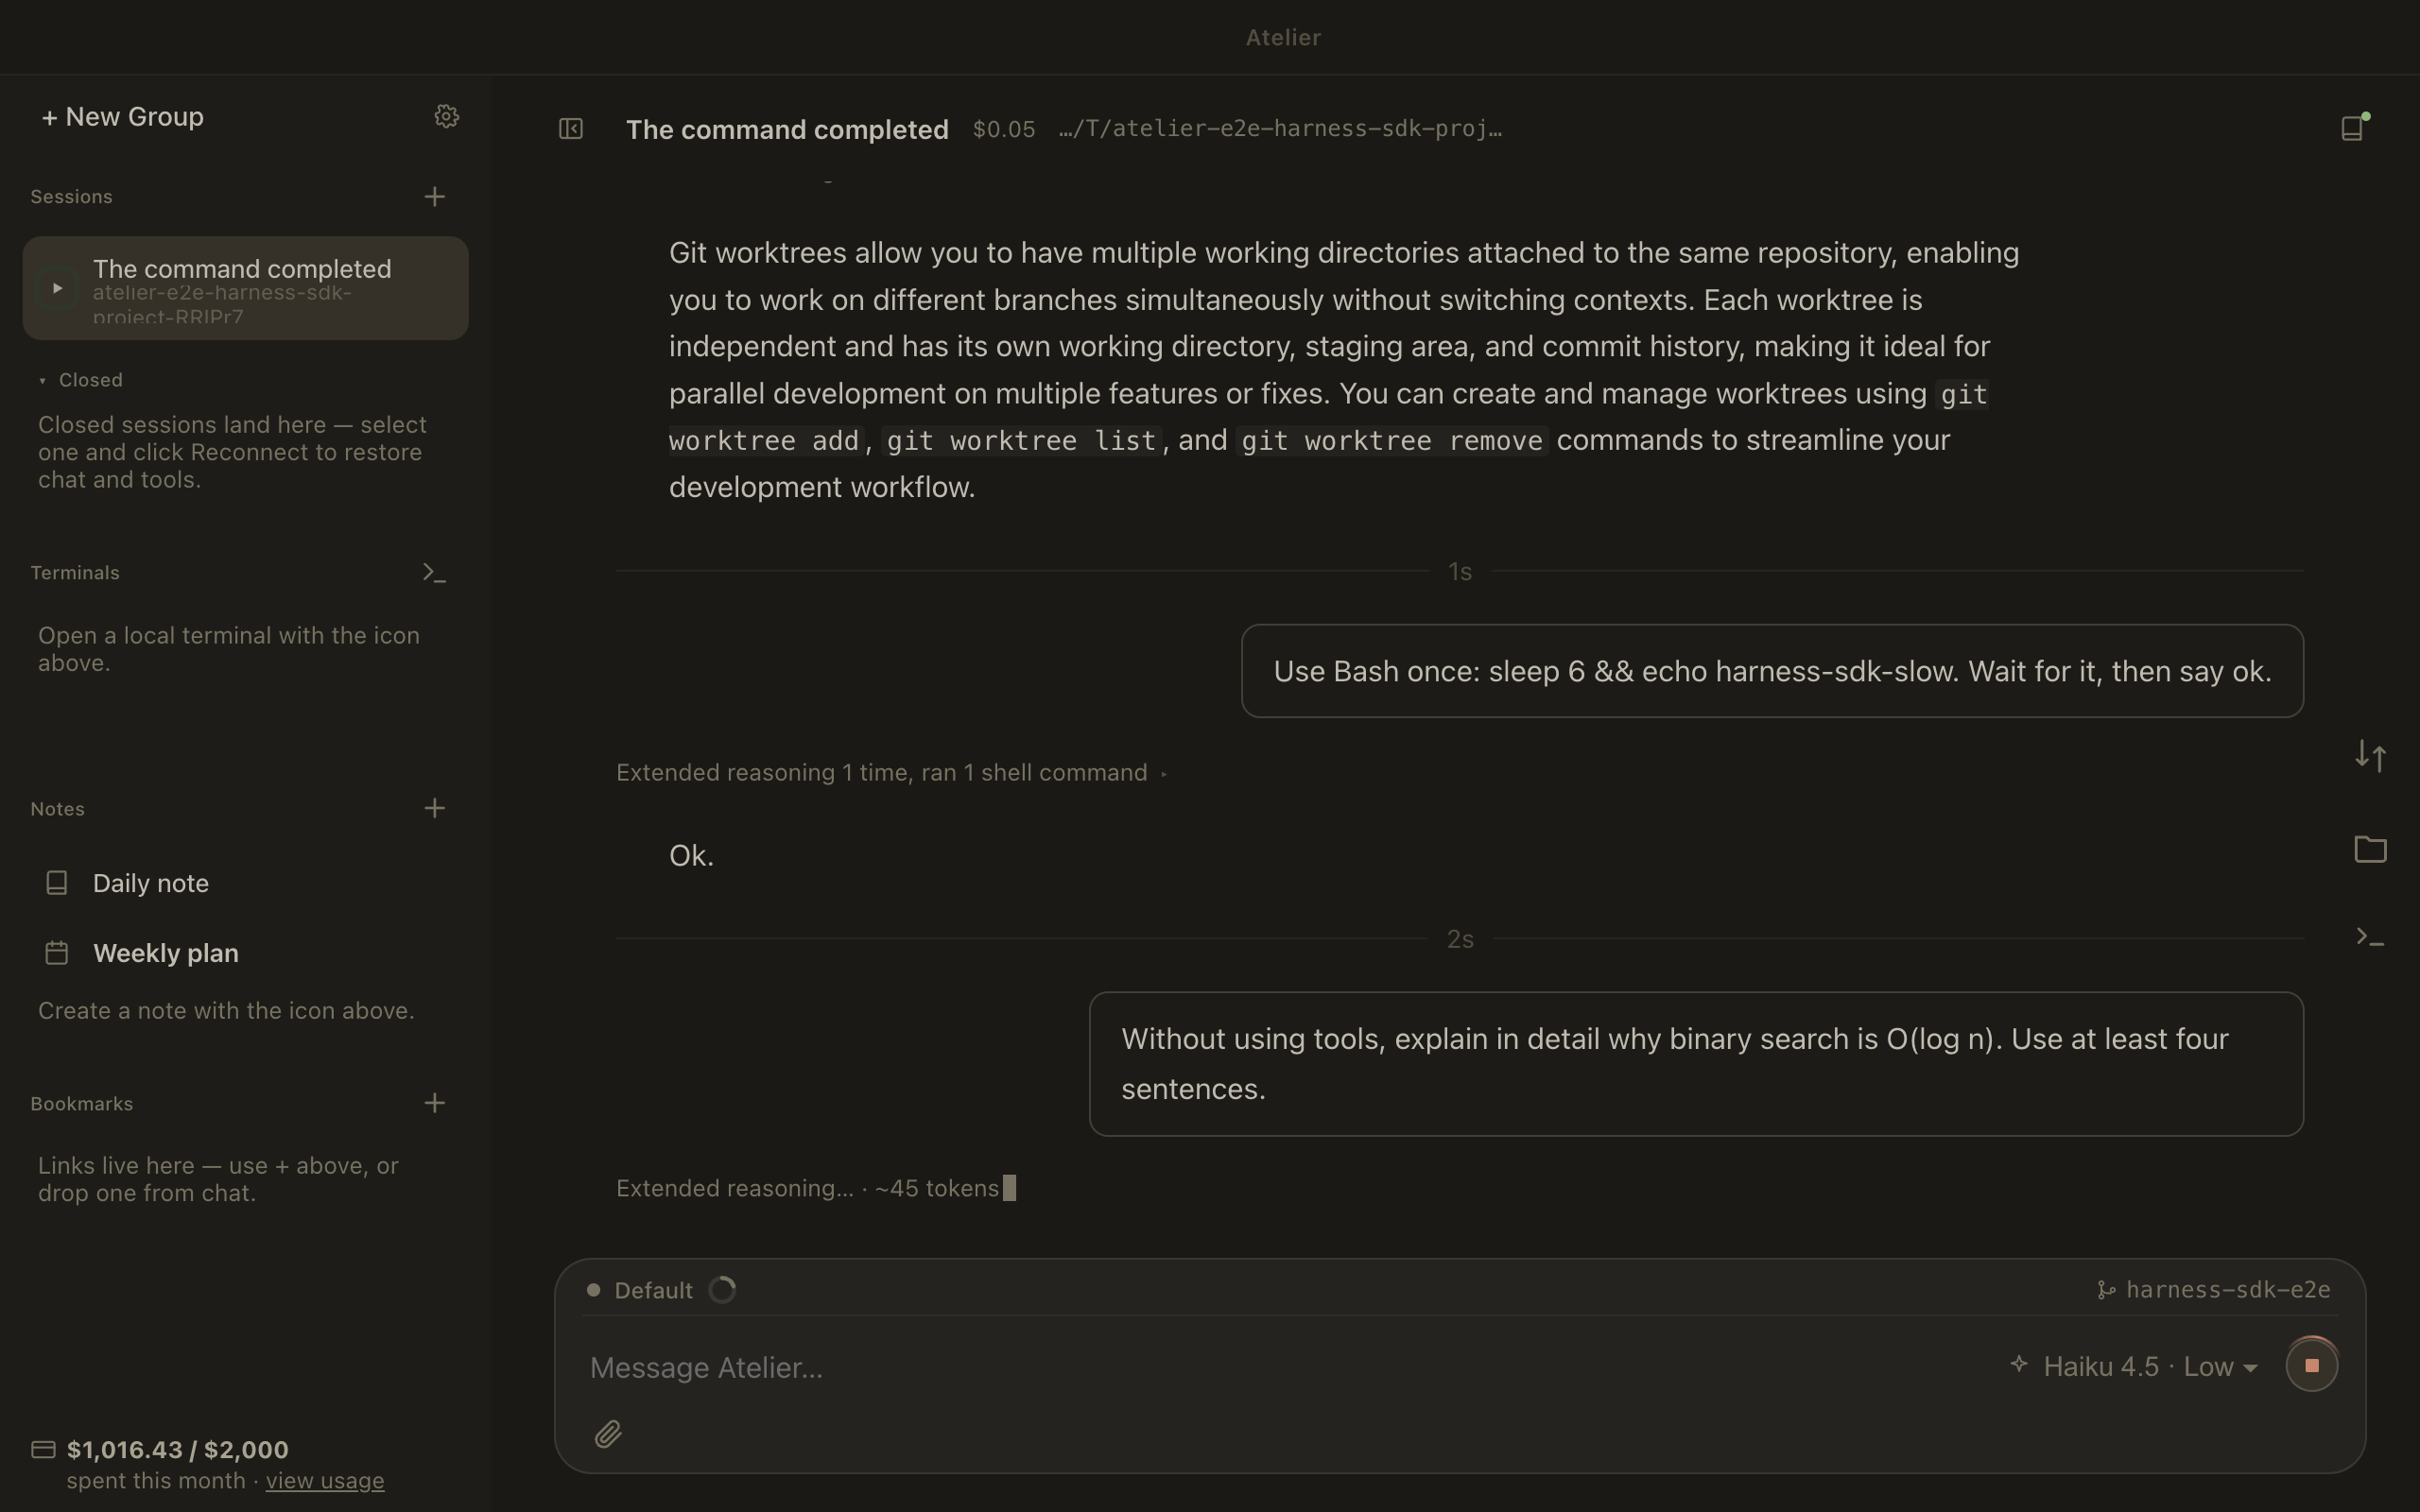 Atelier
+ New Group
Sessions
The command completed
atelier-e2e-harness-sdk-
project-RRIPr7
Closed
Closed sessions land here — select
one and click Reconnect to restore
chat and tools.
Terminals
Open a local terminal with the icon
above.
Notes
Daily note
Weekly plan
Create a note with the icon above.
Bookmarks
Links live here — use + above, or
drop one from chat.
$1,016.43 / $2,000
spent this month · view usage
The command completed $0.05 …/T/atelier-e2e-harness-sdk-proj…
Git worktrees allow you to have multiple working directories attached to the same repository, enabling
you to work on different branches simultaneously without switching contexts. Each worktree is
independent and has its own working directory, staging area, and commit history, making it ideal for
parallel development on multiple features or fixes. You can create and manage worktrees using git
worktree add, git worktree list, and git worktree remove commands to streamline your
development workflow.
1s
Use Bash once: sleep 6 && echo harness-sdk-slow. Wait for it, then say ok.
Extended reasoning 1 time, ran 1 shell command
Ok.
2s
Without using tools, explain in detail why binary search is O(log n). Use at least four
sentences.
Extended reasoning... · ~45 tokens
Default
harness-sdk-e2e
Message Atelier...
Haiku 4.5 · Low